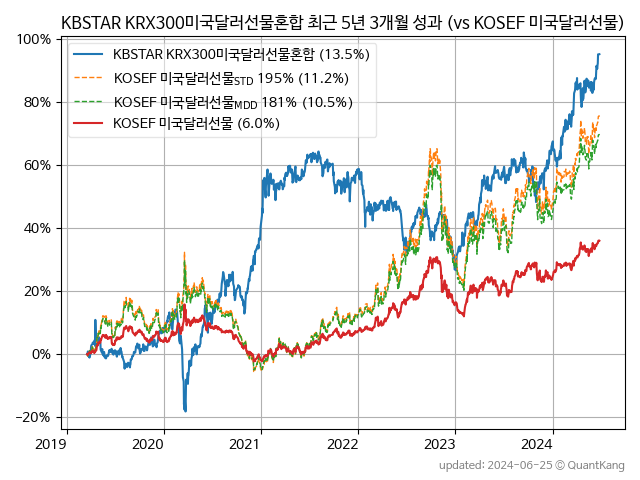 KBSTAR KRX300미국달러선물혼합 최근 5년 3개월 성과 (vs KOSEF 미국달러선물)
100%
80%
60%
40%
20%
0%
−20%
KBSTAR KRX300미국달러선물혼합 (13.5%)
KOSEF 미국달러선물STD 195% (11.2%)
KOSEF 미국달러선물MDD 181% (10.5%)
KOSEF 미국달러선물 (6.0%)
2019 2020 2021 2022 2023 2024
updated: 2024-06-25 © QuantKang